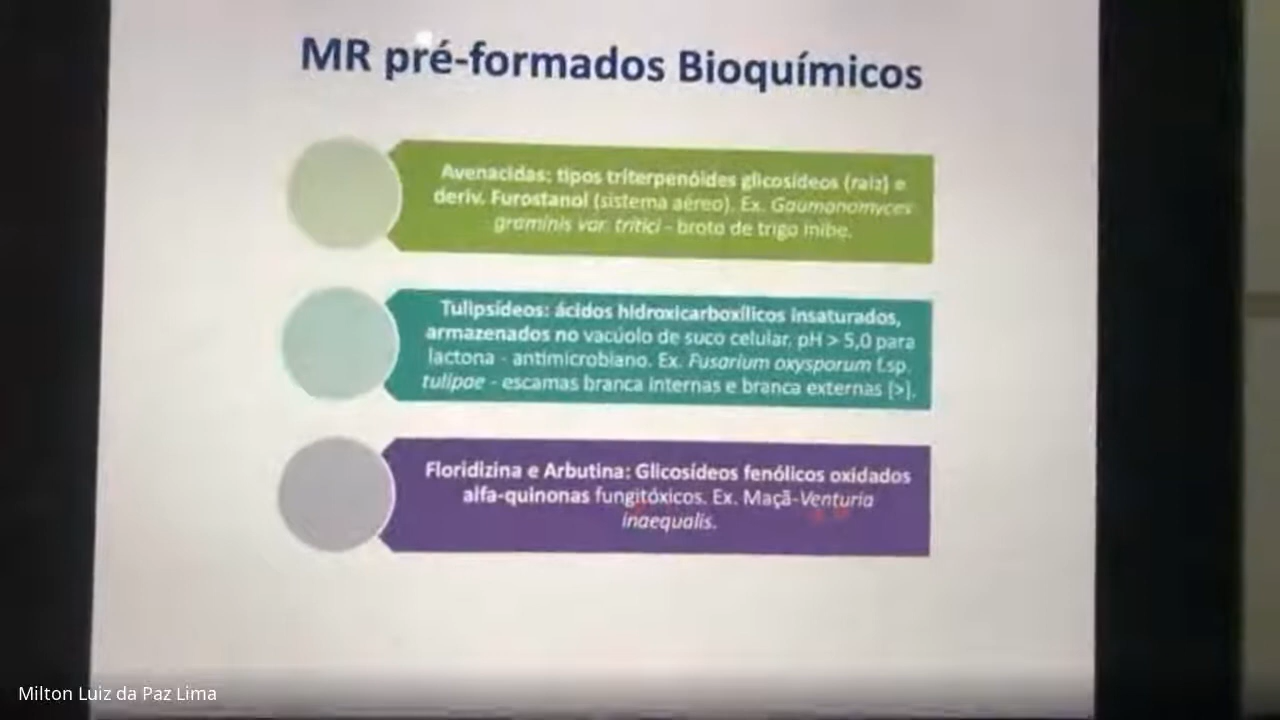 MR pré-formados Bioquímicos
Avenacidas: tipos triterpenóides glicosídeos (raiz) e
deriv. Furostanol (sistema aéreo). Ex. Gaumanomyces
graminis var. tritici - broto de trigo inibe.
Tulipsídeos: ácidos hidroxicarboxílicos insaturados,
armazenados no vacúolo de suco celular, pH > 5,0 para
lactona - antimicrobiano. Ex. Fusarium oxysporum f.sp.
tulipae - escamas branca internas e branca externas (>).
Floridizina e Arbutina: Glicosídeos fenólicos oxidados
alfa-quinonas fungitóxicos. Ex. Maçã-Venturia
inaequalis.
Milton Luiz da Paz Lima